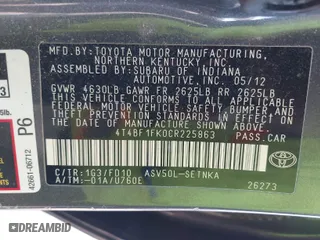 MFD. BY:
TOYOTA MOTOR MANUFACTURING,
NORTHERN KENTUCKY INC
BY: SUBARU OF INDIANA
AUTOMOTIVE, INC. 05/12
GVWR 4630LB GAWR FR 2625LB RR 2625LB
THIS VEHICLE CONFORMS TO ALL APPLICABLE
FEDERAL MOTOR VEHICLE SAFETY, BUMPER, AND
THEFT PREVENTION STANDARDS IN EFFECT ON THE
DATE OF MANUFACTURE SHOWN ABOVE.
4T4BF1FK0CR225863 PASS.CAR
C/TR:1G3/FD10 ASV50L-SETNKA
A/TM:-01A/U760E
TOYOTA
26273
P6
42661-06712
OPENLANE